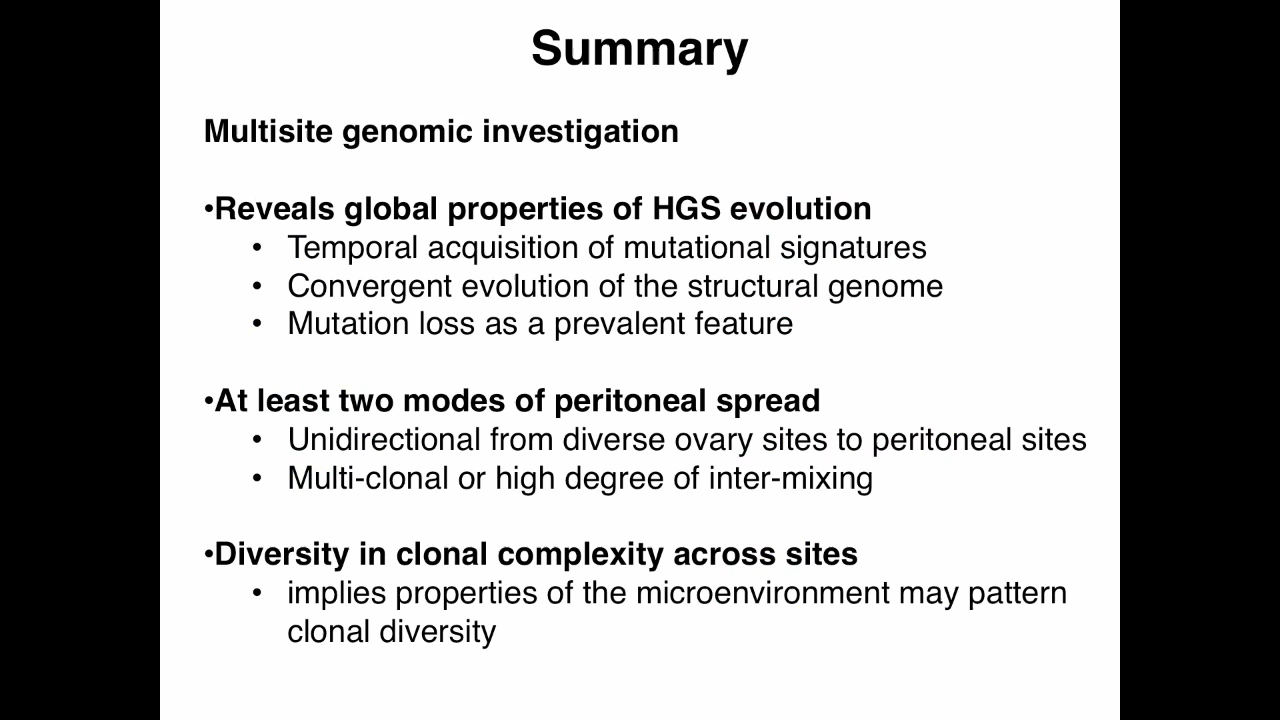 Summary
Multisite genomic investigation
•Reveals global properties of HGS evolution
• Temporal acquisition of mutational signatures
• Convergent evolution of the structural genome
• Mutation loss as a prevalent feature
•At least two modes of peritoneal spread
• Unidirectional from diverse ovary sites to peritoneal sites
• Multi-clonal or high degree of inter-mixing
•Diversity in clonal complexity across sites
• implies properties of the microenvironment may pattern
clonal diversity